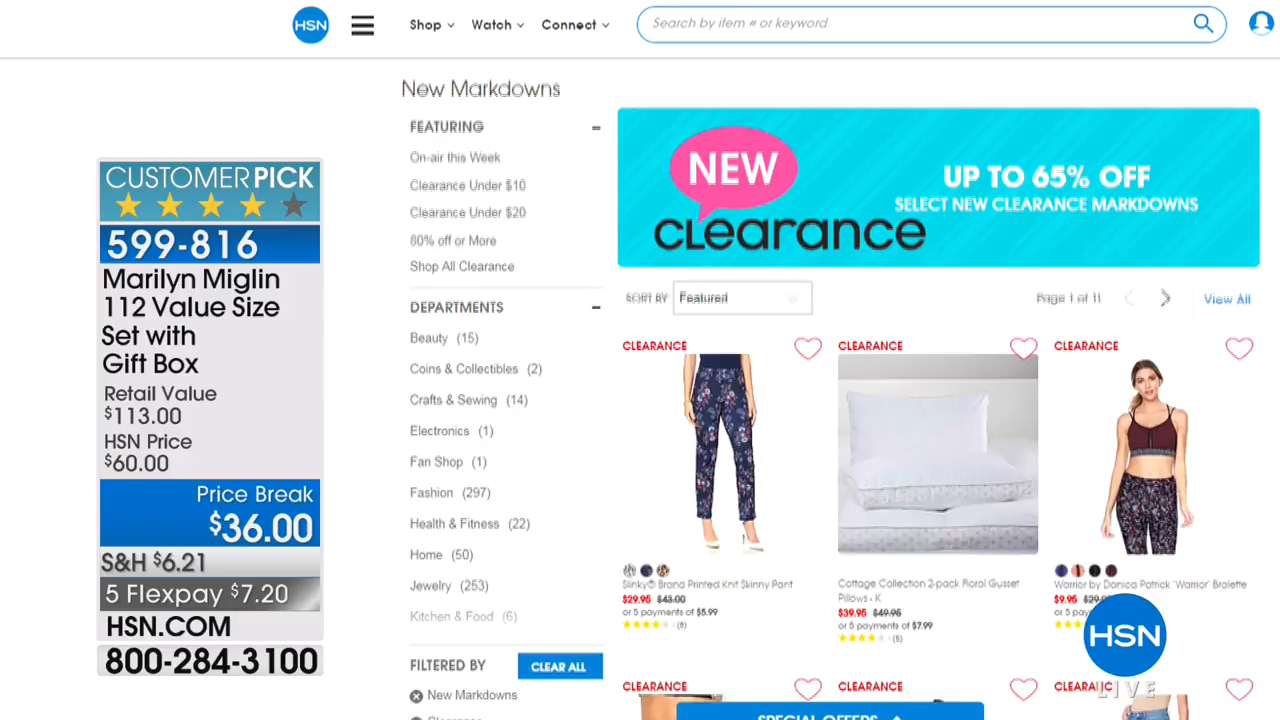 HSN
Shop
Watch
Connect
Search by item # or keyword
New Markdowns
FEATURING
On-air this Week
Clearance Under $10
Clearance Under $20
80% off or More
Shop All Clearance
DEPARTMENTS
Beauty (15)
Coins & Collectibles (2)
Crafts & Sewing (14)
Electronics (1)
Fan Shop (1)
Fashion (297)
Health & Fitness (22)
Home (50)
Jewelry (253)
Kitchen & Food (6)
FILTERED BY
CLEAR ALL
New Markdowns
Clearance
CUSTOMER PICK
599-816
Marilyn Miglin
112 Value Size
Set with
Gift Box
Retail Value
$113.00
HSN Price
$60.00
Price Break
$36.00
S&H $6.21
5 Flexpay $7.20
HSN.COM
800-284-3100
NEW
clearance
UP TO 65% OFF
SELECT NEW CLEARANCE MARKDOWNS
SORT BY
Featured
Page 1 of 11
View All
CLEARANCE
Slinky® Brand Printed Knit Skinny Pant
$29.95 $43.00
or 5 payments of $5.99
(8)
CLEARANCE
Cottage Collection 2-pack Floral Gusset
Pillows - K
$39.95 $49.95
or 5 payments of $7.99
(5)
CLEARANCE
Warrior by Danica Patrick "Warrior" Bralette
$9.95
or 5
HSN
LIVE
CLEARANCE
CLEARANCE
CLEARANCE
SPECIAL OFFERS